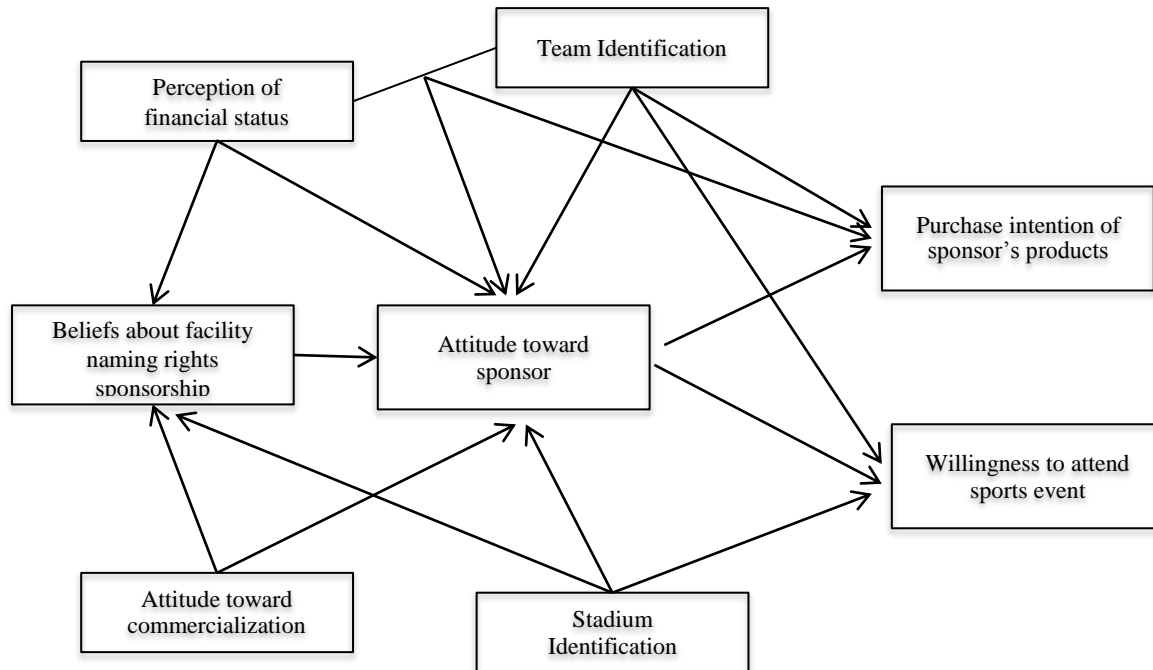 Team Identification
Perception of
financial status
Purchase intention of
sponsor's products
Beliefs about facility
naming rights
sponsorship
Attitude toward
sponsor
Willingness to attend
sports event
Attitude toward
commercialization
Stadium
Identification